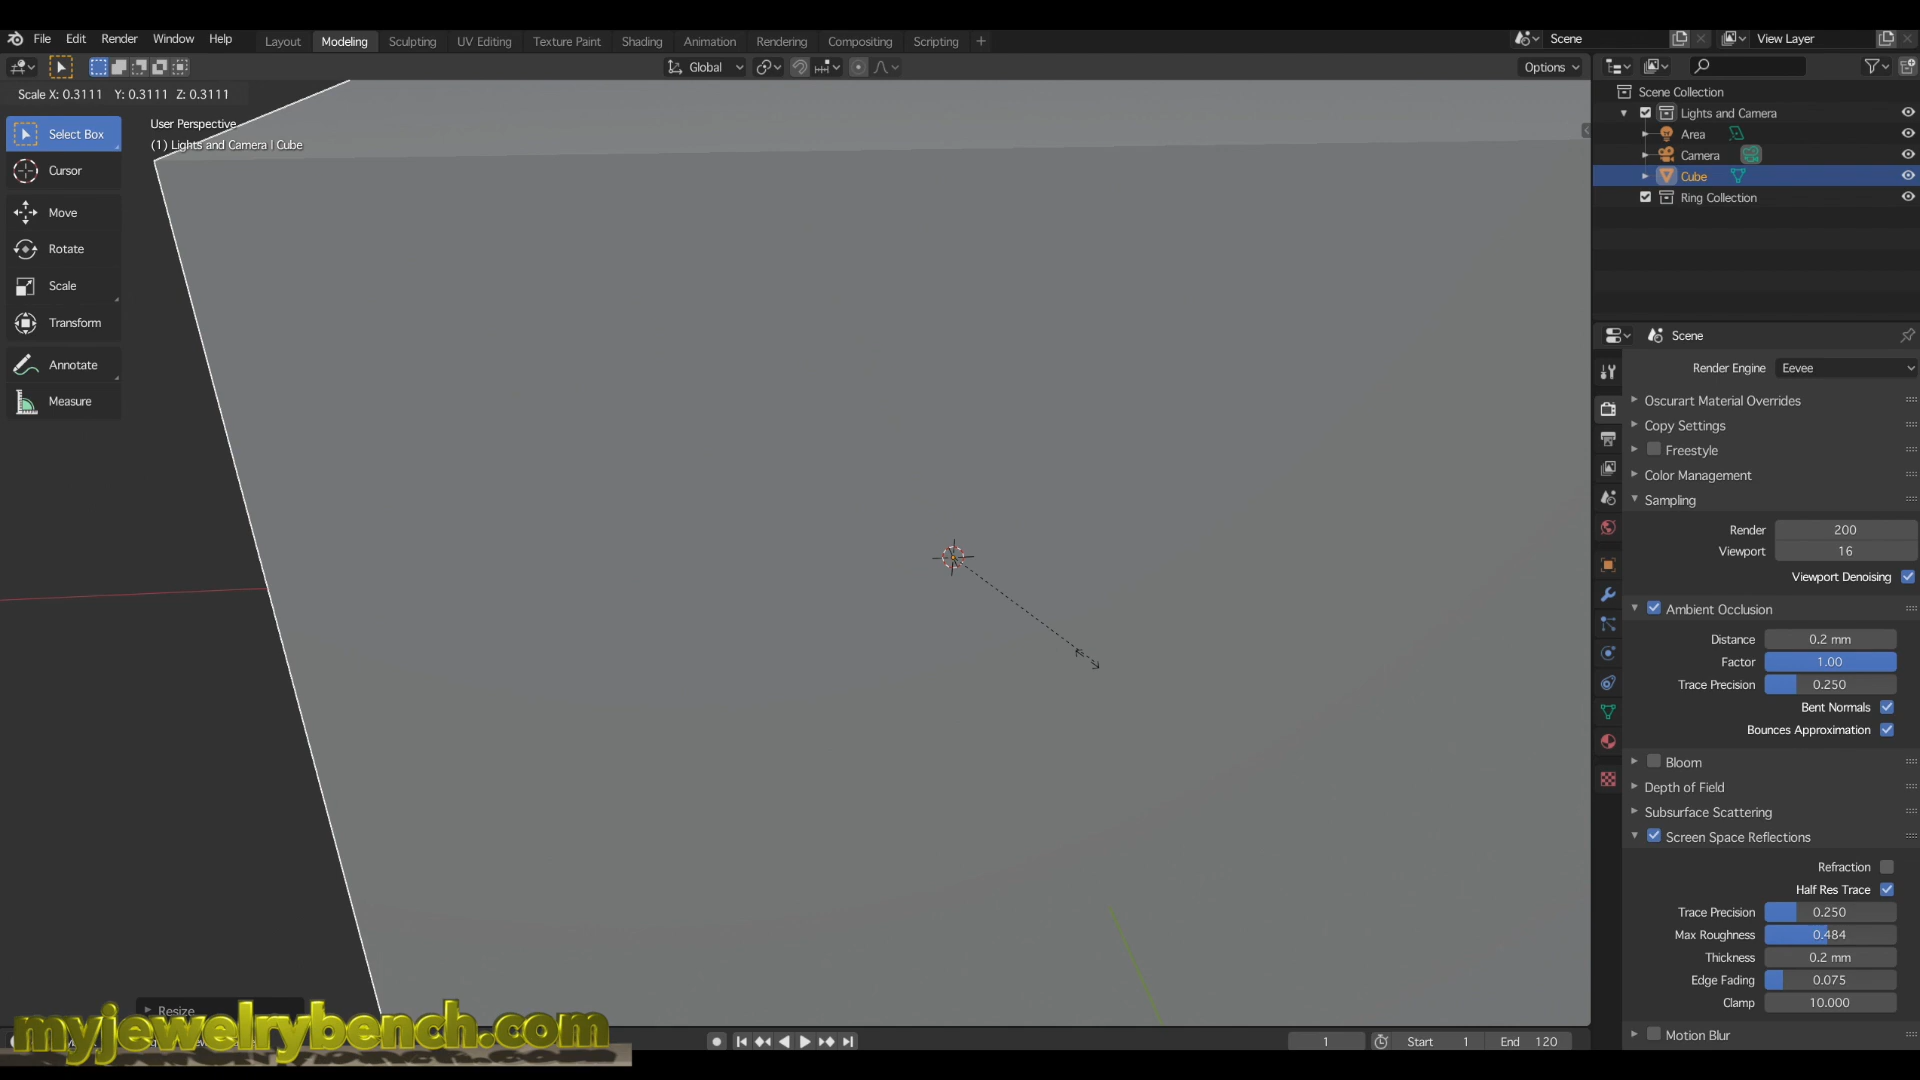 File Edit Render Window Help
Layout Modeling Sculpting UV Editing Texture Paint Shading Animation Rendering Compositing Scripting +
Scene
View Layer
Global
Options
Scale X: 0.3111 Y: 0.3111 Z: 0.3111
User Perspective
(1) Lights and Camera | Cube
Select Box
Cursor
Move
Rotate
Scale
Transform
Annotate
Measure
Scene Collection
Lights and Camera
Area
Camera
Cube
Ring Collection
Scene
Render Engine Eevee
Oscurart Material Overrides
Copy Settings
Freestyle
Color Management
Sampling
Render 200
Viewport 16
Viewport Denoising
Ambient Occlusion
Distance 0.2 mm
Factor 1.00
Trace Precision 0.250
Bent Normals
Bounces Approximation
Bloom
Depth of Field
Subsurface Scattering
Screen Space Reflections
Refraction
Half Res Trace
Trace Precision 0.250
Max Roughness 0.484
Thickness 0.2 mm
Edge Fading 0.075
Clamp 10.000
Motion Blur
Resize
myjewelrybench.com
1 Start 1 End 120